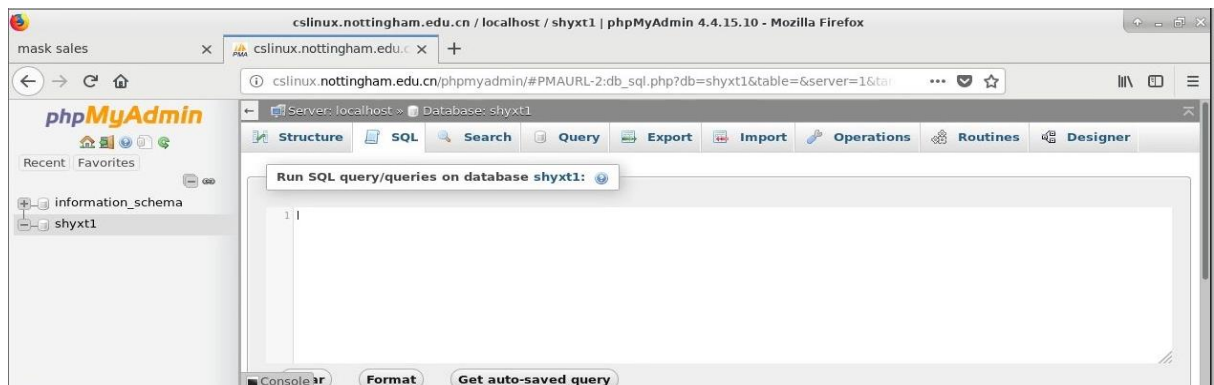 cslinux.nottingham.edu.cn / localhost / shyxt1 | phpMyAdmin 4.4.15.10 - Mozilla Firefox
mask sales
PMA cslinux.nottingham.edu.c
cslinux.nottingham.edu.cn/phpmyadmin/#PMAURL-2:db_sql.php?db=shyxt1&table=&server=1&tar
phpMyAdmin
Recent Favorites
information_schema
shyxt1
Server: localhost » Database: shyxt1
Structure SQL Search Query Export Import Operations Routines Designer
Run SQL query/queries on database shyxt1:
1
Console ar Format Get auto-saved query